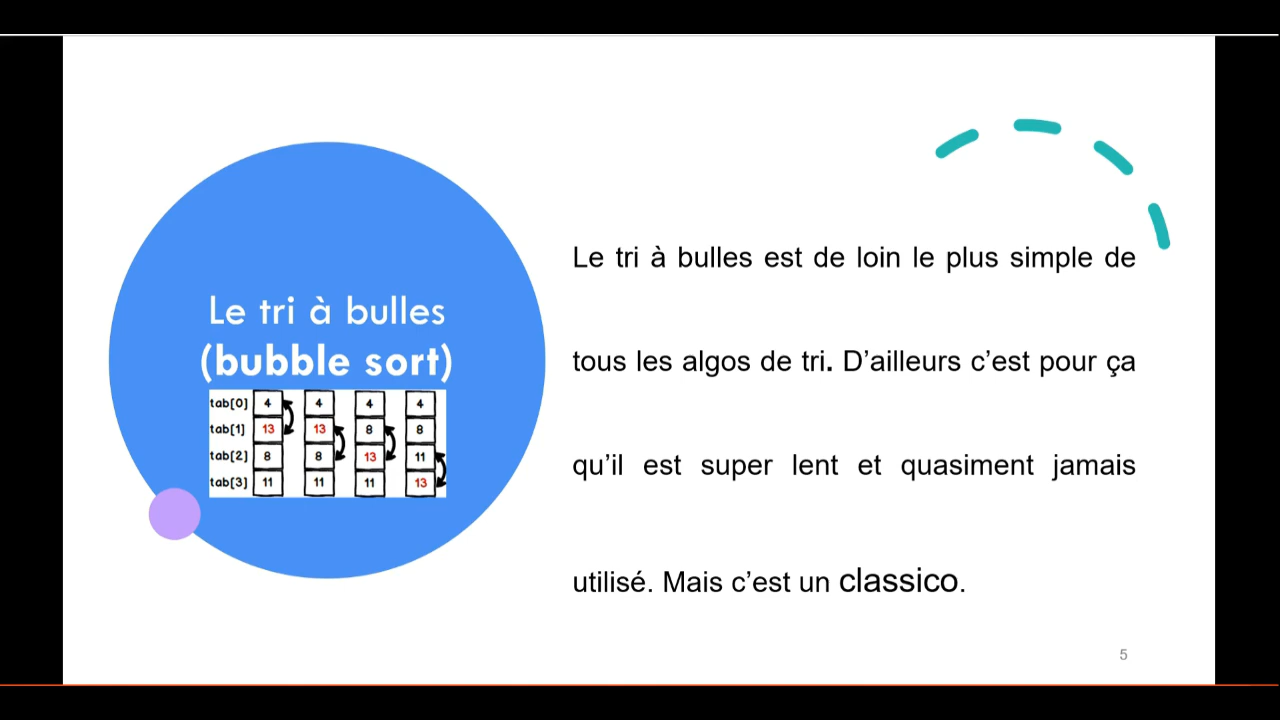 Le tri à bulles
(bubble sort)
tab[0] 4 4 4 4
tab[1] 13 13 8 8
tab[2] 8 8 13 11
tab[3] 11 11 11 13
Le tri à bulles est de loin le plus simple de
tous les algos de tri. D’ailleurs c’est pour ça
qu’il est super lent et quasiment jamais
utilisé. Mais c’est un classico.
5